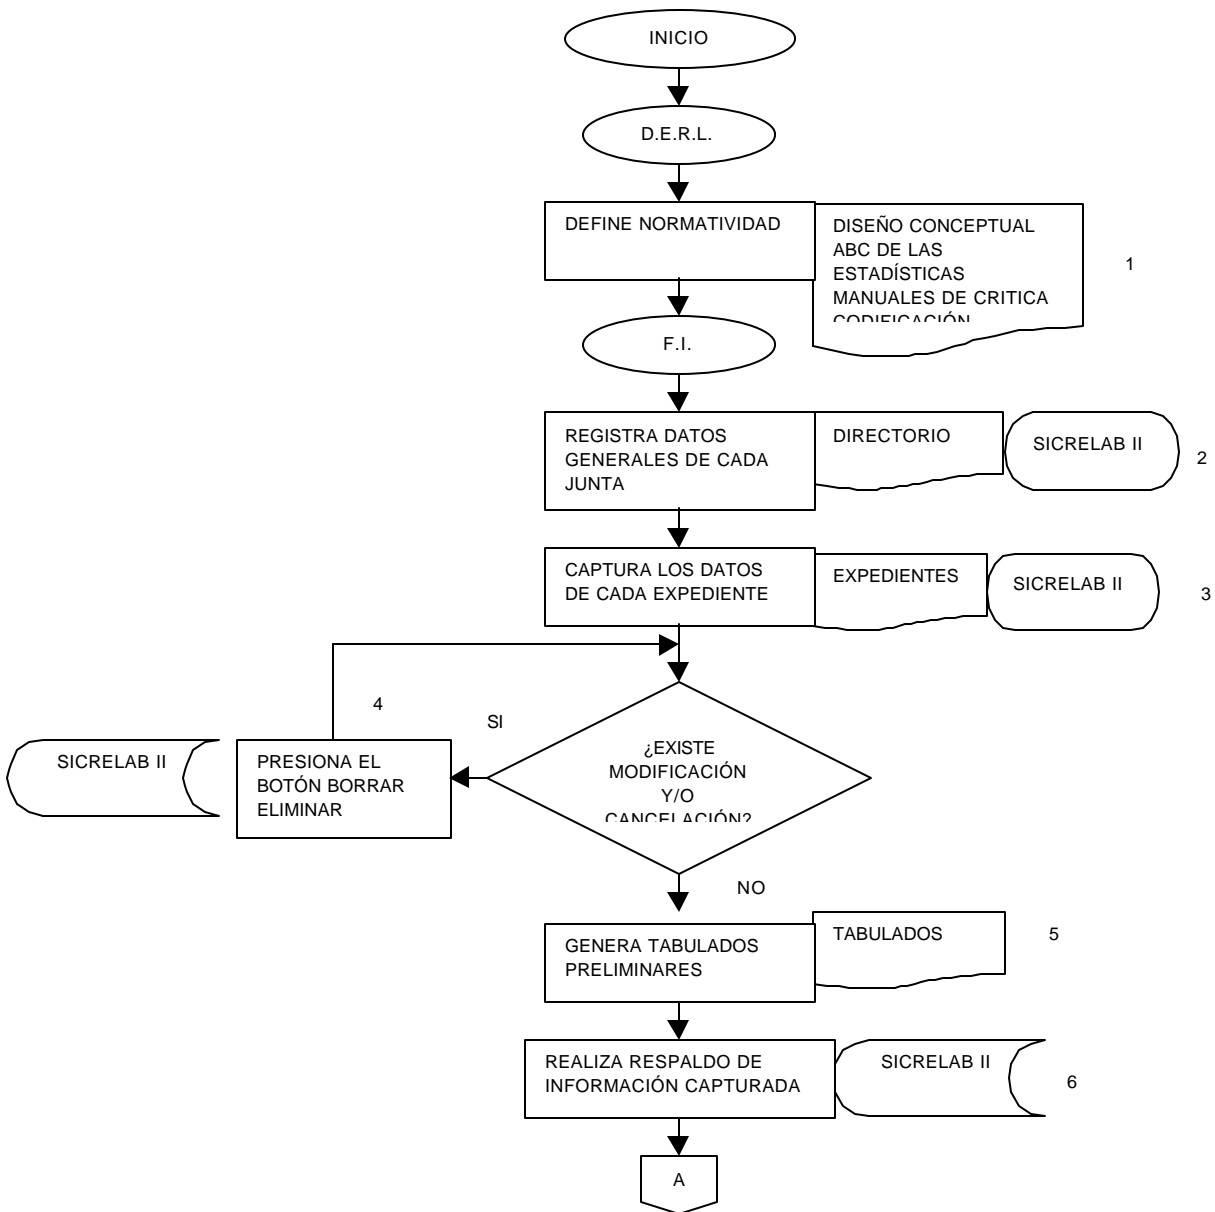 INICIO
D.E.R.L.
DEFINE NORMATIVIDAD
DISEÑO CONCEPTUAL
ABC DE LAS
ESTADÍSTICAS
MANUALES DE CRITICA
CODIFICACIÓN
1
F.I.
REGISTRA DATOS
GENERALES DE CADA
JUNTA
DIRECTORIO
SICRELAB II
2
CAPTURA LOS DATOS
DE CADA EXPEDIENTE
EXPEDIENTES
SICRELAB II
3
4
SI
SICRELAB II
PRESIONA EL
BOTÓN BORRAR
ELIMINAR
¿EXISTE
MODIFICACIÓN
Y/O
CANCELACIÓN?
NO
GENERA TABULADOS
PRELIMINARES
TABULADOS
5
REALIZA RESPALDO DE
INFORMACIÓN CAPTURADA
SICRELAB II
6
A